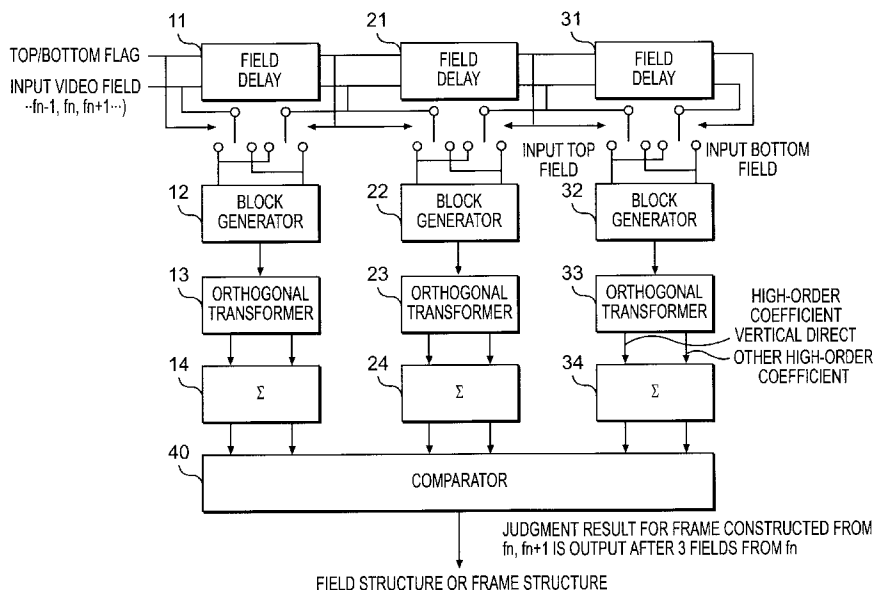 11
21
31
TOP/BOTTOM FLAG
INPUT VIDEO FIELD
··fn-1, fn, fn+1···)
FIELD
DELAY
FIELD
DELAY
FIELD
DELAY
INPUT TOP
FIELD
INPUT BOTTOM
FIELD
12
BLOCK
GENERATOR
22
BLOCK
GENERATOR
32
BLOCK
GENERATOR
13
ORTHOGONAL
TRANSFORMER
23
ORTHOGONAL
TRANSFORMER
33
ORTHOGONAL
TRANSFORMER
HIGH-ORDER
COEFFICIENT
VERTICAL DIRECT
OTHER HIGH-ORDER
COEFFICIENT
14
Σ
24
Σ
34
Σ
40
COMPARATOR
JUDGMENT RESULT FOR FRAME CONSTRUCTED FROM
fn, fn+1 IS OUTPUT AFTER 3 FIELDS FROM fn
FIELD STRUCTURE OR FRAME STRUCTURE